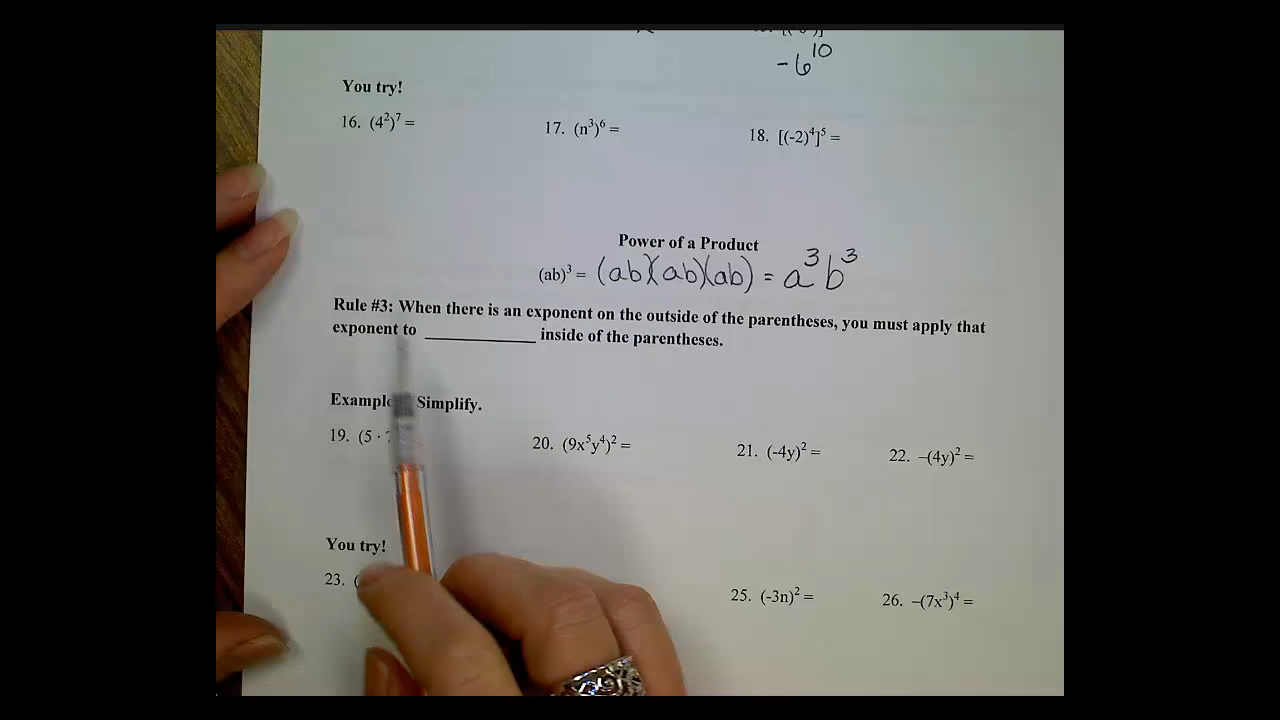 -6¹⁰
You try!
16. (4²)⁷ = 17. (n³)⁶ = 18. [(-2)⁴]⁵ =
Power of a Product
(ab)³ = (ab)(ab)(ab) = a³b³
Rule #3: When there is an exponent on the outside of the parentheses, you must apply that
exponent to __________ inside of the parentheses.
Simplify.
19. (5 · 20. (9x⁵y⁴)² = 21. (-4y)² = 22. –(4y)² =
You try!
23. ( 25. (-3n)² = 26. –(7x³)⁴ =